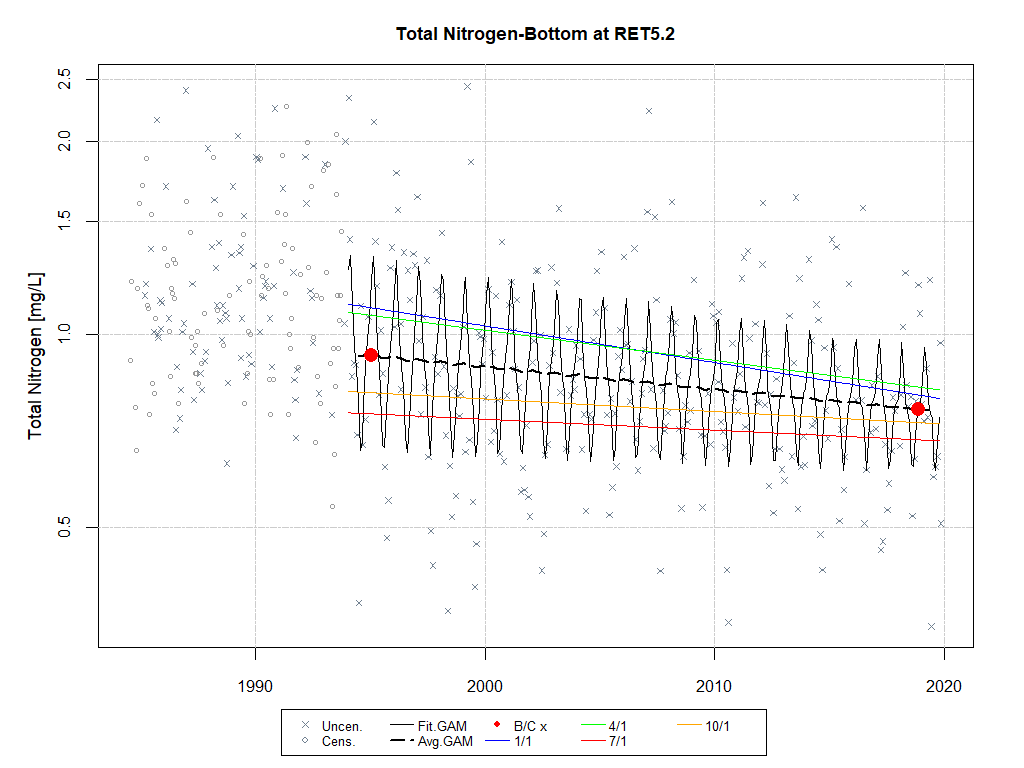 Total Nitrogen-Bottom at RET5.2
Total Nitrogen [mg/L]
2.5
2.0
1.5
1.0
0.5
1990 2000 2010 2020
Uncen. Fit.GAM B/C x 4/1 10/1
Cens. Avg.GAM 1/1 7/1